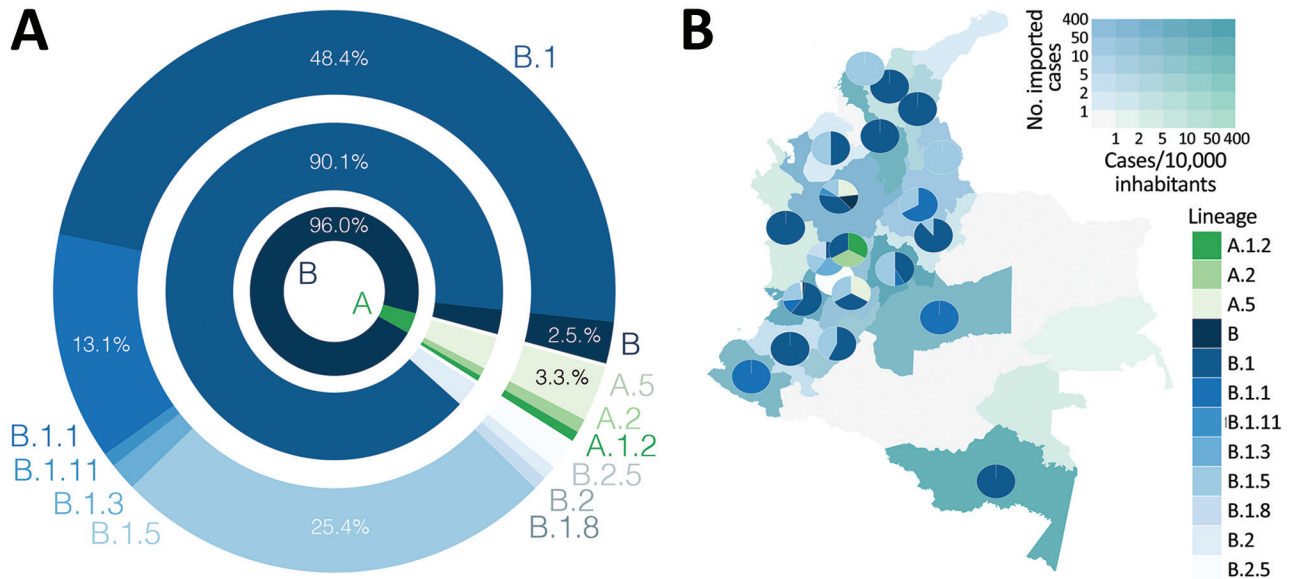 A
B.1
48.4%
90.1%
96.0%
B
A
2.5.%
B
13.1%
3.3.%
A.5
A.2
A.1.2
B.2.5
B.2
B.1.8
B.1.1
B.1.11
B.1.3
B.1.5
25.4%
B
No. imported
cases
400
50
10
5
2
1
1 2 5 10 50 400
Cases/10,000
inhabitants
Lineage
A.1.2
A.2
A.5
B
B.1
B.1.1
B.1.11
B.1.3
B.1.5
B.1.8
B.2
B.2.5